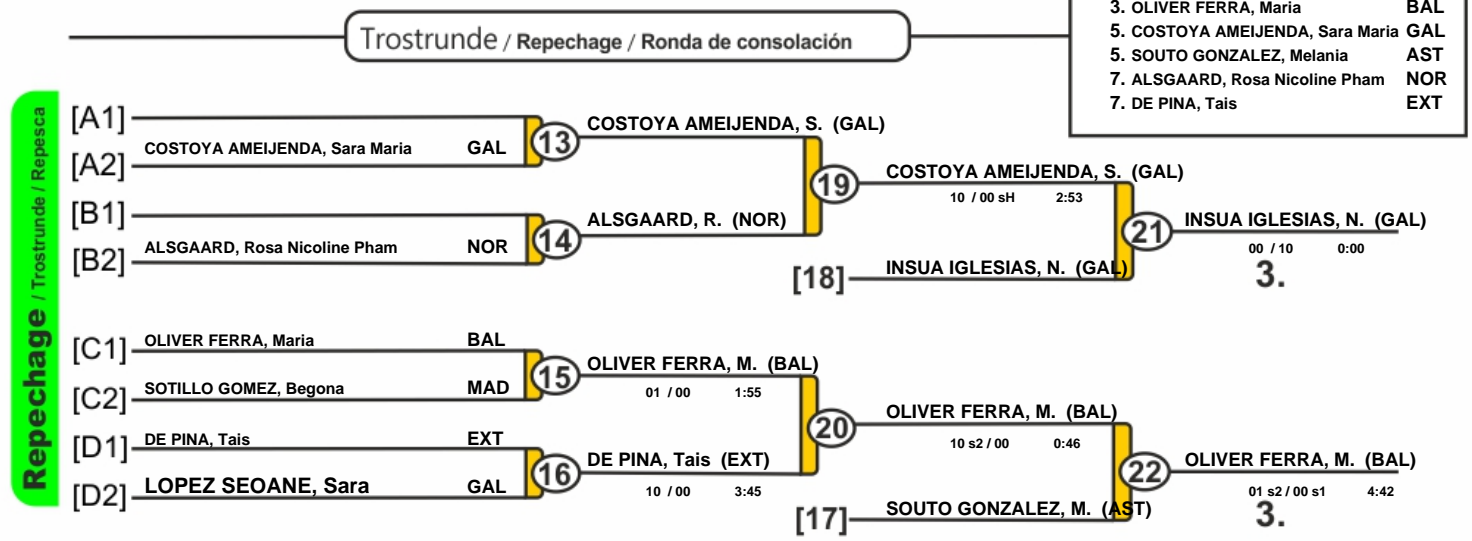 3. OLIVER FERRA, Maria BAL
5. COSTOYA AMEIJENDA, Sara Maria GAL
5. SOUTO GONZALEZ, Melania AST
7. ALSGAARD, Rosa Nicoline Pham NOR
7. DE PINA, Tais EXT
Trostrunde / Repechage / Ronda de consolación
Repechage / Trostrunde / Repesca
[A1]
[A2] COSTOYA AMEIJENDA, Sara Maria GAL
13 COSTOYA AMEIJENDA, S. (GAL)
[B1]
[B2] ALSGAARD, Rosa Nicoline Pham NOR
14 ALSGAARD, R. (NOR)
19 COSTOYA AMEIJENDA, S. (GAL)
10 / 00 sH 2:53
[18] INSUA IGLESIAS, N. (GAL)
21 INSUA IGLESIAS, N. (GAL)
00 / 10 0:00
3.
[C1] OLIVER FERRA, Maria BAL
[C2] SOTILLO GOMEZ, Begona MAD
15 OLIVER FERRA, M. (BAL)
01 / 00 1:55
[D1] DE PINA, Tais EXT
[D2] LOPEZ SEOANE, Sara GAL
16 DE PINA, Tais (EXT)
10 / 00 3:45
20 OLIVER FERRA, M. (BAL)
10 s2 / 00 0:46
[17] SOUTO GONZALEZ, M. (AST)
22 OLIVER FERRA, M. (BAL)
01 s2 / 00 s1 4:42
3.